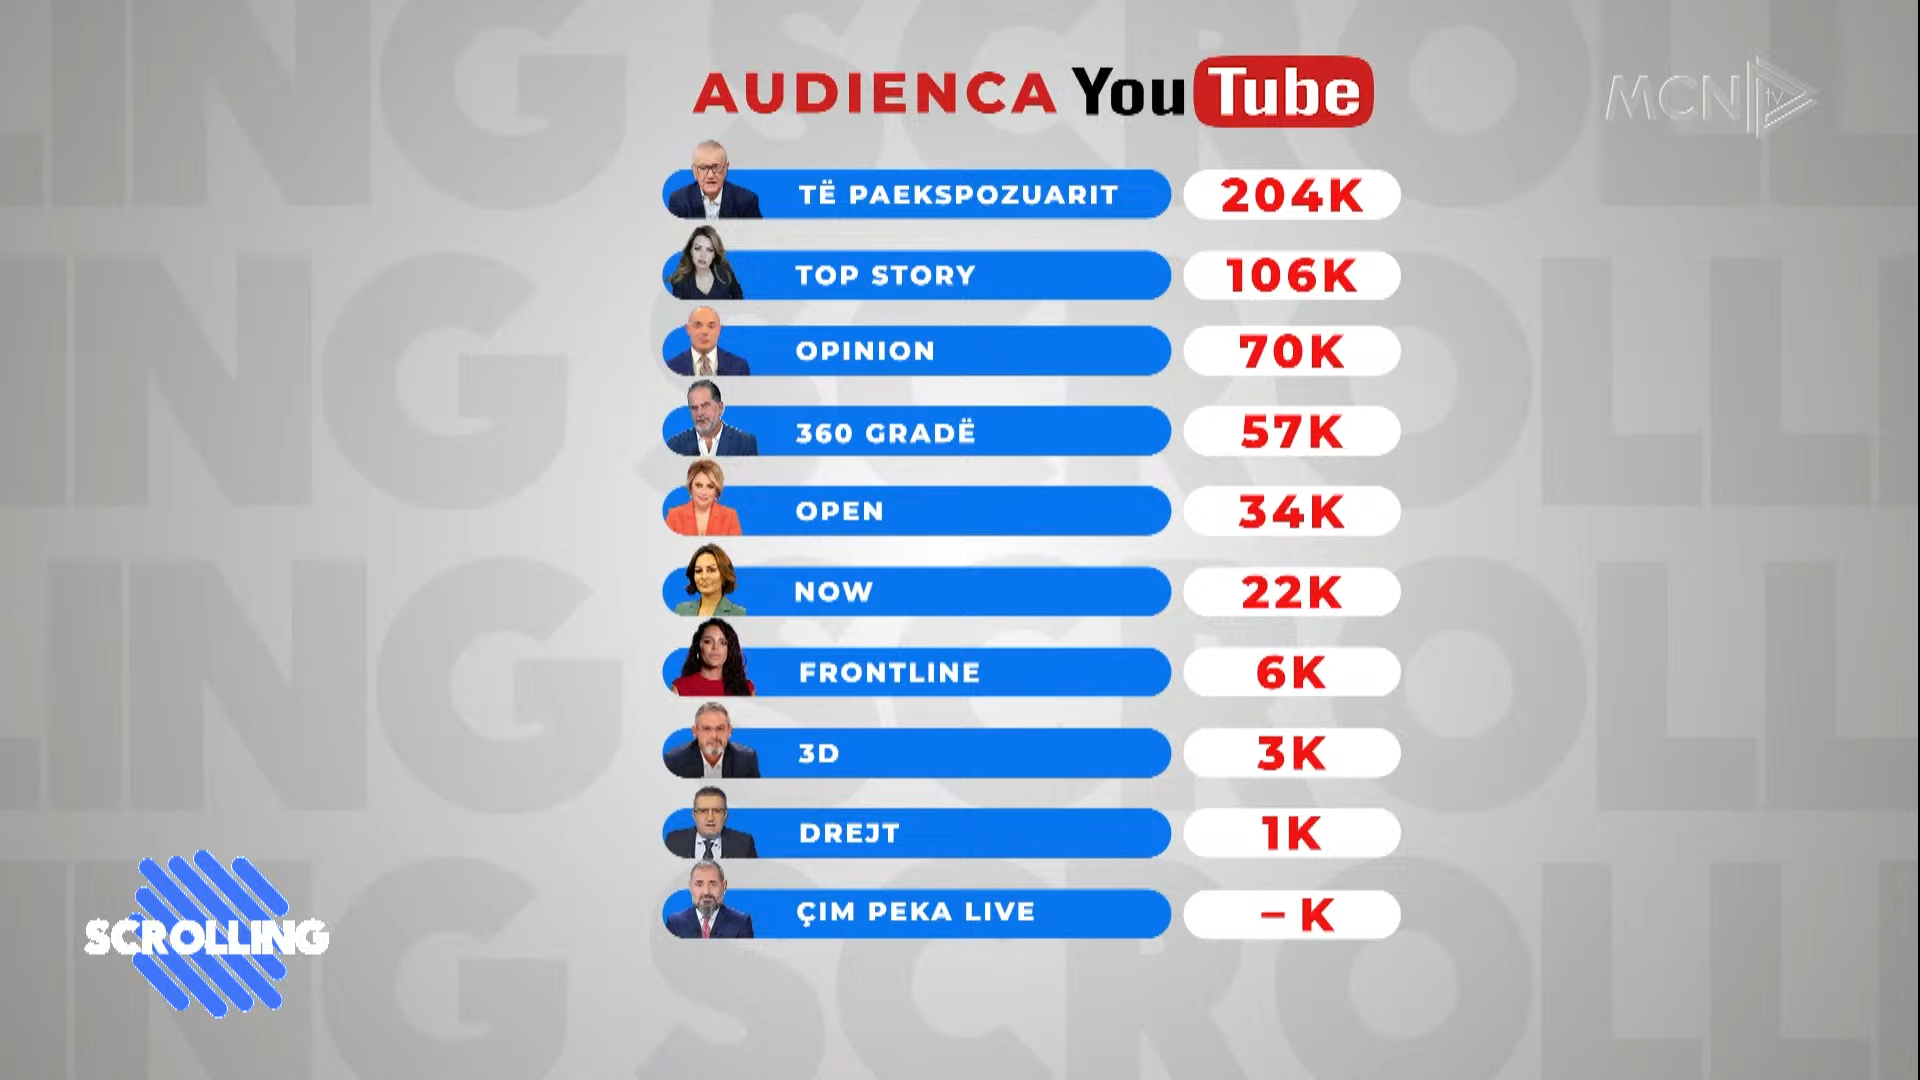 AUDIENCA YouTube
MCN TV
TË PAEKSPOZUARIT 204K
TOP STORY 106K
OPINION 70K
360 GRADË 57K
OPEN 34K
NOW 22K
FRONTLINE 6K
3D 3K
DREJT 1K
ÇIM PEKA LIVE – K
SCROLLING